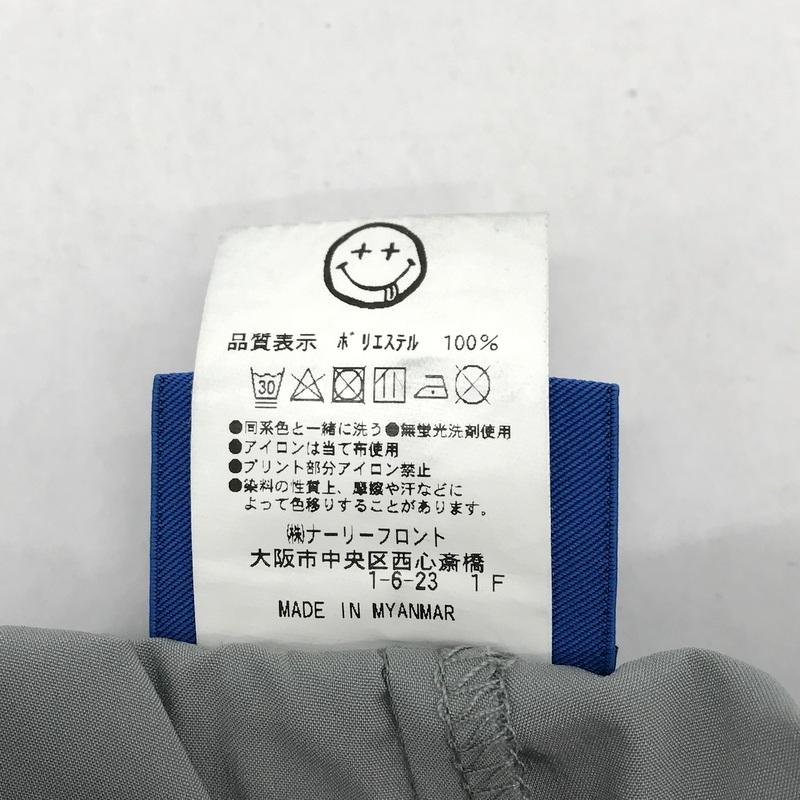 品質表示 ポリエステル 100%
30
●同系色と一緒に洗う●無蛍光洗剤使用
●アイロンは当て布使用
●プリント部分アイロン禁止
●染料の性質上、摩擦や汗などに
よって色移りすることがあります。
㈱ナーリーフロント
大阪市中央区西心斎橋
1-6-23 1F
MADE IN MYANMAR